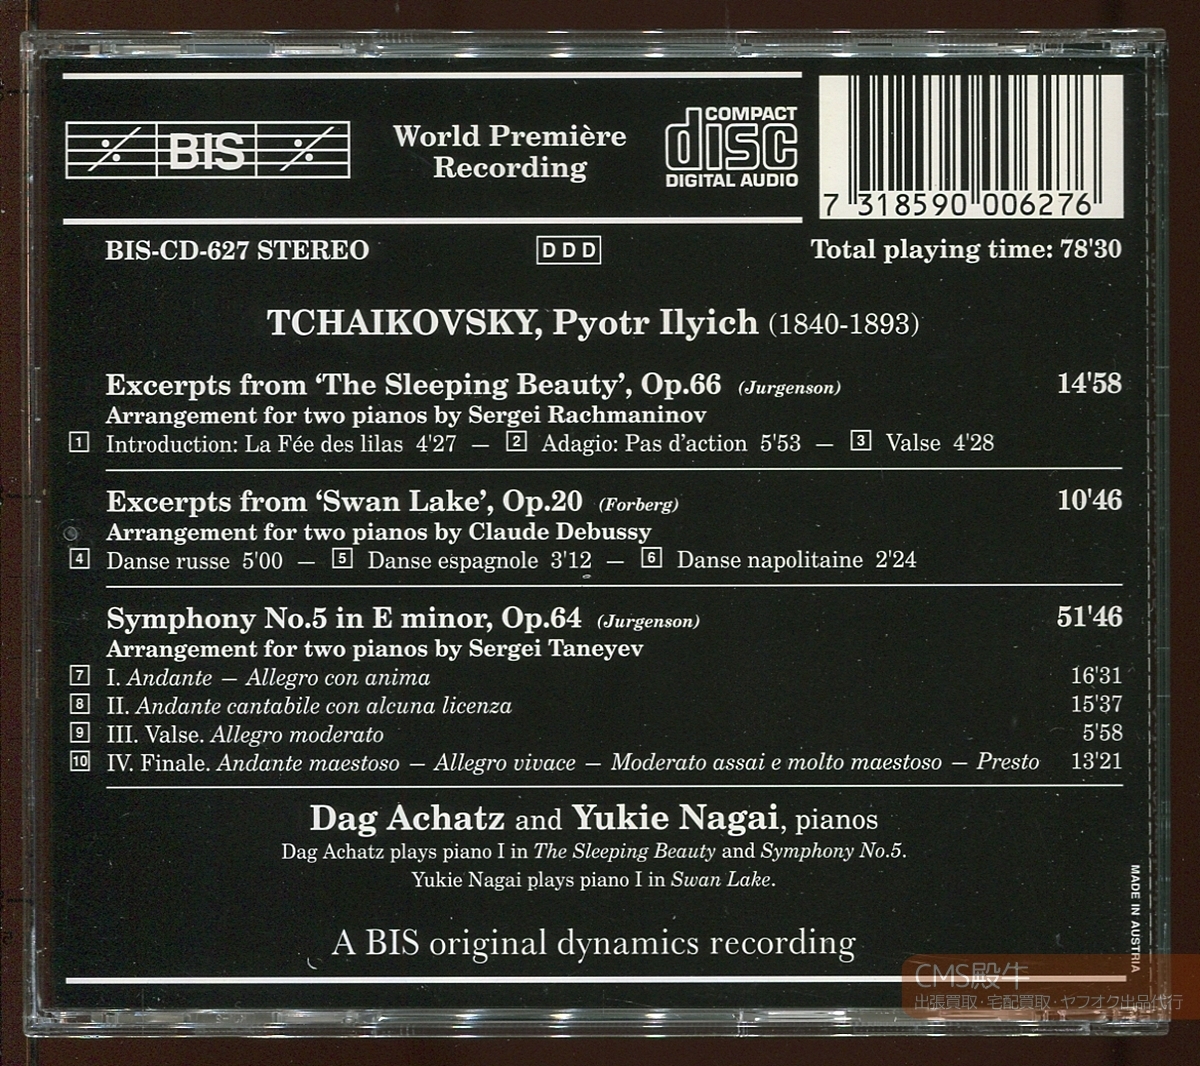 BIS
World Première
Recording
COMPACT
disc
DIGITAL AUDIO
7 318590 006276
BIS-CD-627 STEREO
DDD
Total playing time: 78'30
TCHAIKOVSKY, Pyotr Ilyich (1840-1893)
Excerpts from ‘The Sleeping Beauty’, Op.66 (Jurgenson) 14'58
Arrangement for two pianos by Sergei Rachmaninov
1 Introduction: La Fée des lilas 4'27 — 2 Adagio: Pas d’action 5'53 — 3 Valse 4'28
Excerpts from ‘Swan Lake’, Op.20 (Forberg) 10'46
Arrangement for two pianos by Claude Debussy
4 Danse russe 5'00 — 5 Danse espagnole 3'12 — 6 Danse napolitaine 2'24
Symphony No.5 in E minor, Op.64 (Jurgenson) 51'46
Arrangement for two pianos by Sergei Taneyev
7 I. Andante — Allegro con anima 16'31
8 II. Andante cantabile con alcuna licenza 15'37
9 III. Valse. Allegro moderato 5'58
10 IV. Finale. Andante maestoso — Allegro vivace — Moderato assai e molto maestoso — Presto 13'21
Dag Achatz and Yukie Nagai, pianos
Dag Achatz plays piano I in The Sleeping Beauty and Symphony No.5.
Yukie Nagai plays piano I in Swan Lake.
A BIS original dynamics recording
MADE IN AUSTRIA
CMS殿牛
出張買取・宅配買取・ヤフオク出品代行